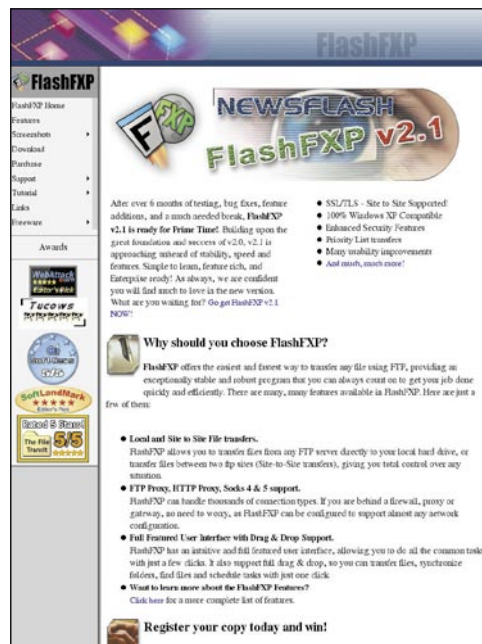 FlashFXP
FlashFXP
FlashFXP Home
Features
Screenshots
Download
Purchase
Support
Tutorial
Links
Freeware
Awards
WebAttack
Editor's Pick
Tucows
SoftLandMark
Editor's Pick
Rated 5 Stars!
The File
Transit
5/5
F
FXP
NEWSFLASH
FlashFXP v2.1
After over 6 months of testing, bug fixes, feature
additions, and a much needed break, FlashFXP
v2.1 is ready for Prime Time! Building upon the
great foundation and success of v2.0, v2.1 is
approaching unheard of stability, speed and
features. Simple to learn, feature rich, and
Enterprise ready! As always, we are confident
you will find much to love in the new version.
What are you waiting for? Go get FlashFXP v2.1
NOW!
SSL/TLS - Site to Site Supported!
100% Windows XP Compatible
Enhanced Security Features
Priority List transfers
Many usability improvements
And much, much more!
Why should you choose FlashFXP?
FlashFXP offers the easiest and fastest way to transfer any file using FTP, providing an
exceptionally stable and robust program that you can always count on to get your job done
quickly and efficiently. There are many, many features available in FlashFXP. Here are just a
few of them:
Local and Site to Site File transfers.
FlashFXP allows you to transfer files from any FTP server directly to your local hard drive, or
transfer files between two ftp sites (Site-to-Site transfers), giving you total control over any
situation.
FTP Proxy, HTTP Proxy, Socks 4 & 5 support.
FlashFXP can handle thousands of connection types. If you are behind a firewall, proxy or
gateway, no need to worry, as FlashFXP can be configured to support almost any network
configuration.
Full Featured User Interface with Drag & Drop Support.
FlashFXP has an intuitive and full featured user interface, allowing you to do all the common tasks
with just a few clicks. It also support full drag & drop, so you can transfer files, synchronize
folders, find files and schedule tasks with just one click
Want to learn more about the FlashFXP Features?
Click here for a more complete list of features.
Register your copy today and win!